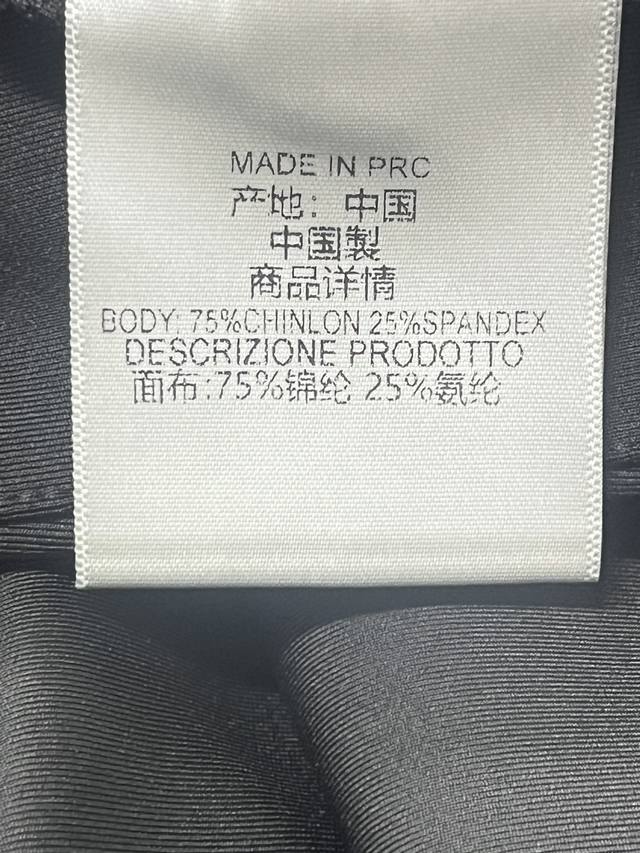 MADE IN PRC
产地：中国
中国製
商品详情
BODY: 75%CHINLON 25%SPANDEX
DESCRIZIONE PRODOTTO
面布:75%锦纶 25%氨纶